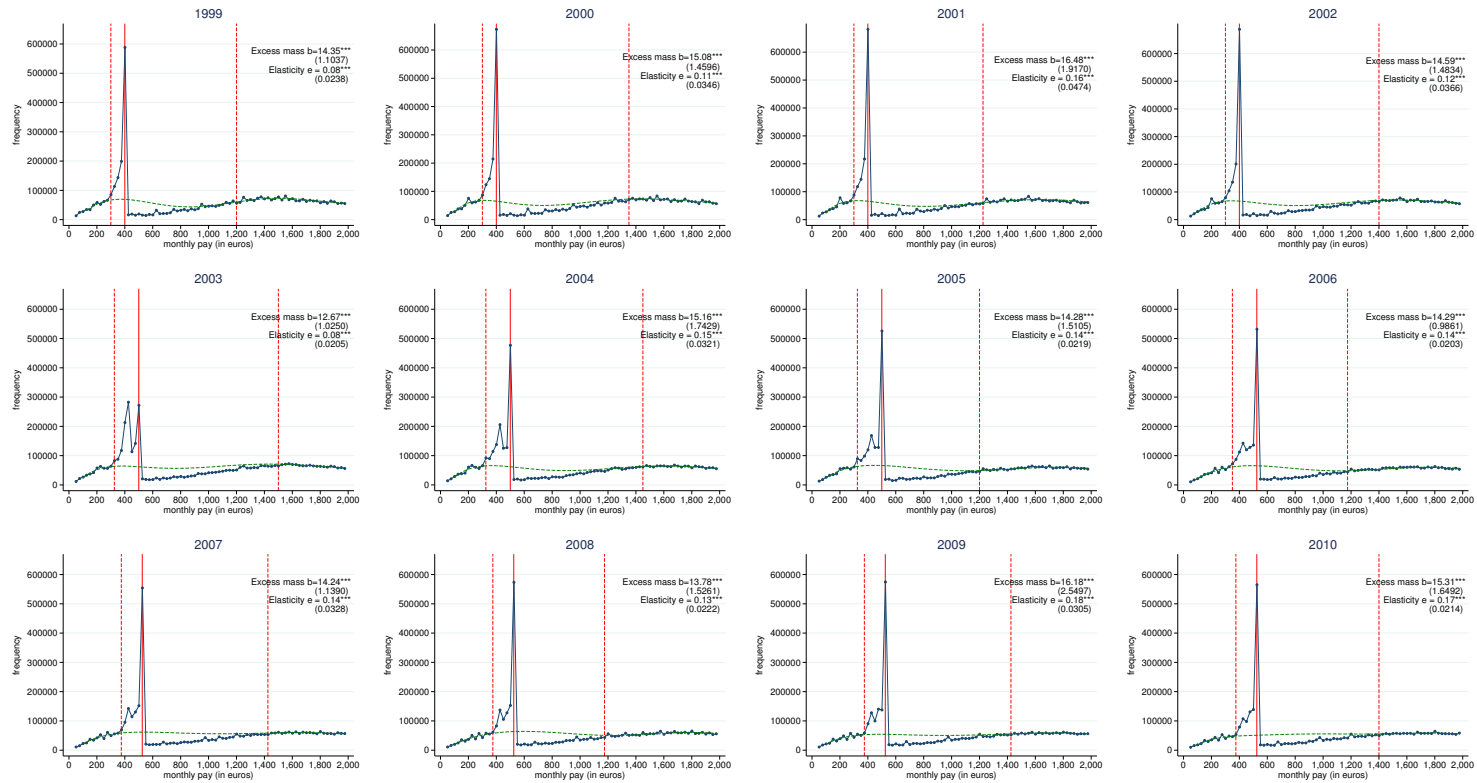 1999
frequency
600000
500000
400000
300000
200000
100000
0
Excess mass b=14.35***
(1.1037)
Elasticity e = 0.08***
(0.0238)
0 200 400 600 800 1,000 1,200 1,400 1,600 1,800 2,000
monthly pay (in euros)
2000
frequency
600000
500000
400000
300000
200000
100000
0
Excess mass b=15.08***
(1.4596)
Elasticity e = 0.11***
(0.0346)
0 200 400 600 800 1,000 1,200 1,400 1,600 1,800 2,000
monthly pay (in euros)
2001
frequency
600000
500000
400000
300000
200000
100000
0
Excess mass b=16.48***
(1.9170)
Elasticity e = 0.16***
(0.0474)
0 200 400 600 800 1,000 1,200 1,400 1,600 1,800 2,000
monthly pay (in euros)
2002
frequency
600000
500000
400000
300000
200000
100000
0
Excess mass b=14.59***
(1.4834)
Elasticity e = 0.12***
(0.0366)
0 200 400 600 800 1,000 1,200 1,400 1,600 1,800 2,000
monthly pay (in euros)
2003
frequency
600000
500000
400000
300000
200000
100000
0
Excess mass b=12.67***
(1.0250)
Elasticity e = 0.08***
(0.0205)
0 200 400 600 800 1,000 1,200 1,400 1,600 1,800 2,000
monthly pay (in euros)
2004
frequency
600000
500000
400000
300000
200000
100000
0
Excess mass b=15.16***
(1.7429)
Elasticity e = 0.15***
(0.0321)
0 200 400 600 800 1,000 1,200 1,400 1,600 1,800 2,000
monthly pay (in euros)
2005
frequency
600000
500000
400000
300000
200000
100000
0
Excess mass b=14.28***
(1.5105)
Elasticity e = 0.14***
(0.0219)
0 200 400 600 800 1,000 1,200 1,400 1,600 1,800 2,000
monthly pay (in euros)
2006
frequency
600000
500000
400000
300000
200000
100000
0
Excess mass b=14.29***
(0.9861)
Elasticity e = 0.14***
(0.0203)
0 200 400 600 800 1,000 1,200 1,400 1,600 1,800 2,000
monthly pay (in euros)
2007
frequency
600000
500000
400000
300000
200000
100000
0
Excess mass b=14.24***
(1.1390)
Elasticity e = 0.14***
(0.0328)
0 200 400 600 800 1,000 1,200 1,400 1,600 1,800 2,000
monthly pay (in euros)
2008
frequency
600000
500000
400000
300000
200000
100000
0
Excess mass b=13.78***
(1.5261)
Elasticity e = 0.13***
(0.0222)
0 200 400 600 800 1,000 1,200 1,400 1,600 1,800 2,000
monthly pay (in euros)
2009
frequency
600000
500000
400000
300000
200000
100000
0
Excess mass b=16.18***
(2.5497)
Elasticity e = 0.18***
(0.0305)
0 200 400 600 800 1,000 1,200 1,400 1,600 1,800 2,000
monthly pay (in euros)
2010
frequency
600000
500000
400000
300000
200000
100000
0
Excess mass b=15.31***
(1.6492)
Elasticity e = 0.17***
(0.0214)
0 200 400 600 800 1,000 1,200 1,400 1,600 1,800 2,000
monthly pay (in euros)